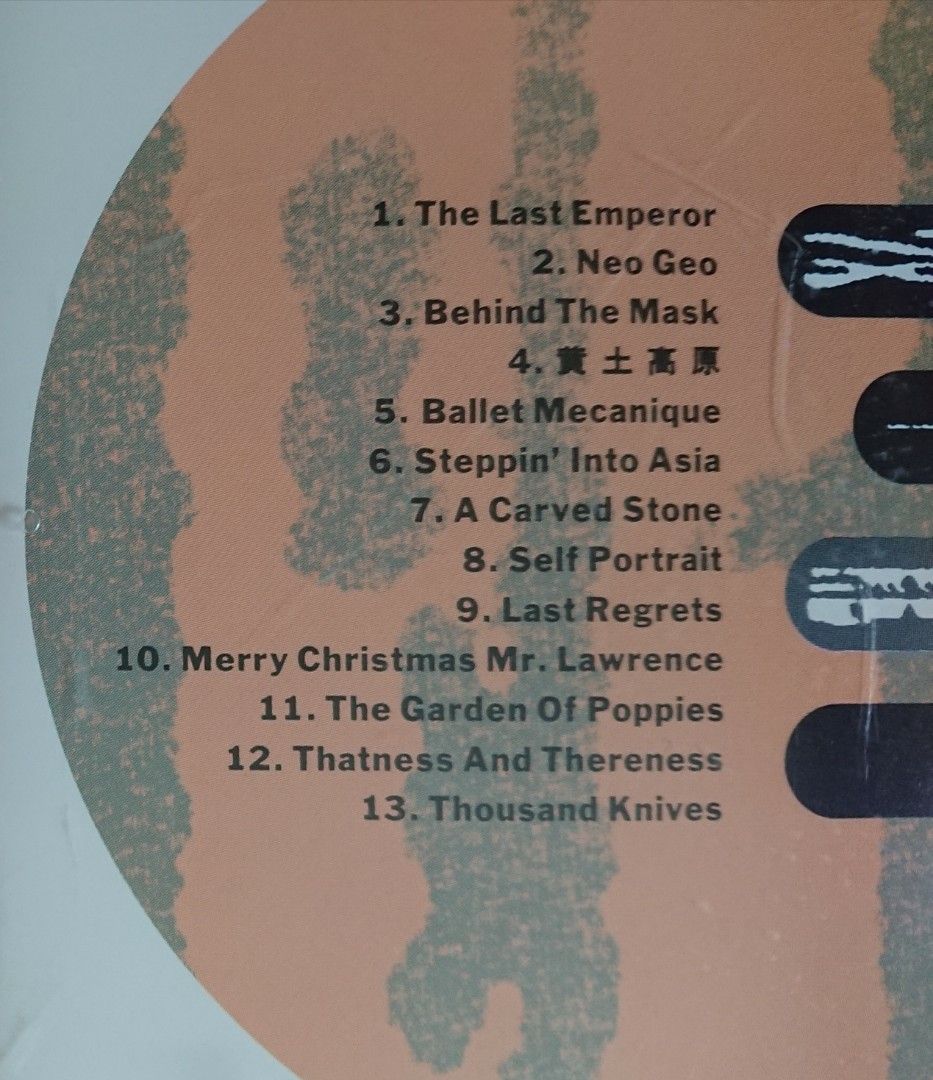 1. The Last Emperor
2. Neo Geo
3. Behind The Mask
4. 黄土高原
5. Ballet Mecanique
6. Steppin' Into Asia
7. A Carved Stone
8. Self Portrait
9. Last Regrets
10. Merry Christmas Mr. Lawrence
11. The Garden Of Poppies
12. Thatness And Thereness
13. Thousand Knives